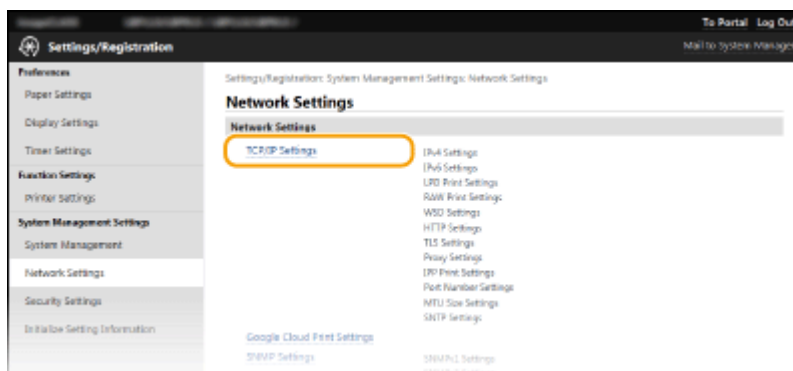 To Portal Log Out
Settings/Registration
Mail to System Manager
Preferences
Paper Settings
Display Settings
Timer Settings
Function Settings
Printer Settings
System Management Settings
System Management
Network Settings
Security Settings
Initialize Setting Information
Settings/Registration: System Management Settings: Network Settings
Network Settings
Network Settings
TCP/IP Settings
IPv4 Settings
IPv6 Settings
LPD Print Settings
RAW Print Settings
WSD Settings
HTTP Settings
TLS Settings
Proxy Settings
IPP Print Settings
Port Number Settings
MTU Size Settings
SNTP Settings
Google Cloud Print Settings
SNMP Settings
SNMPv1 Settings